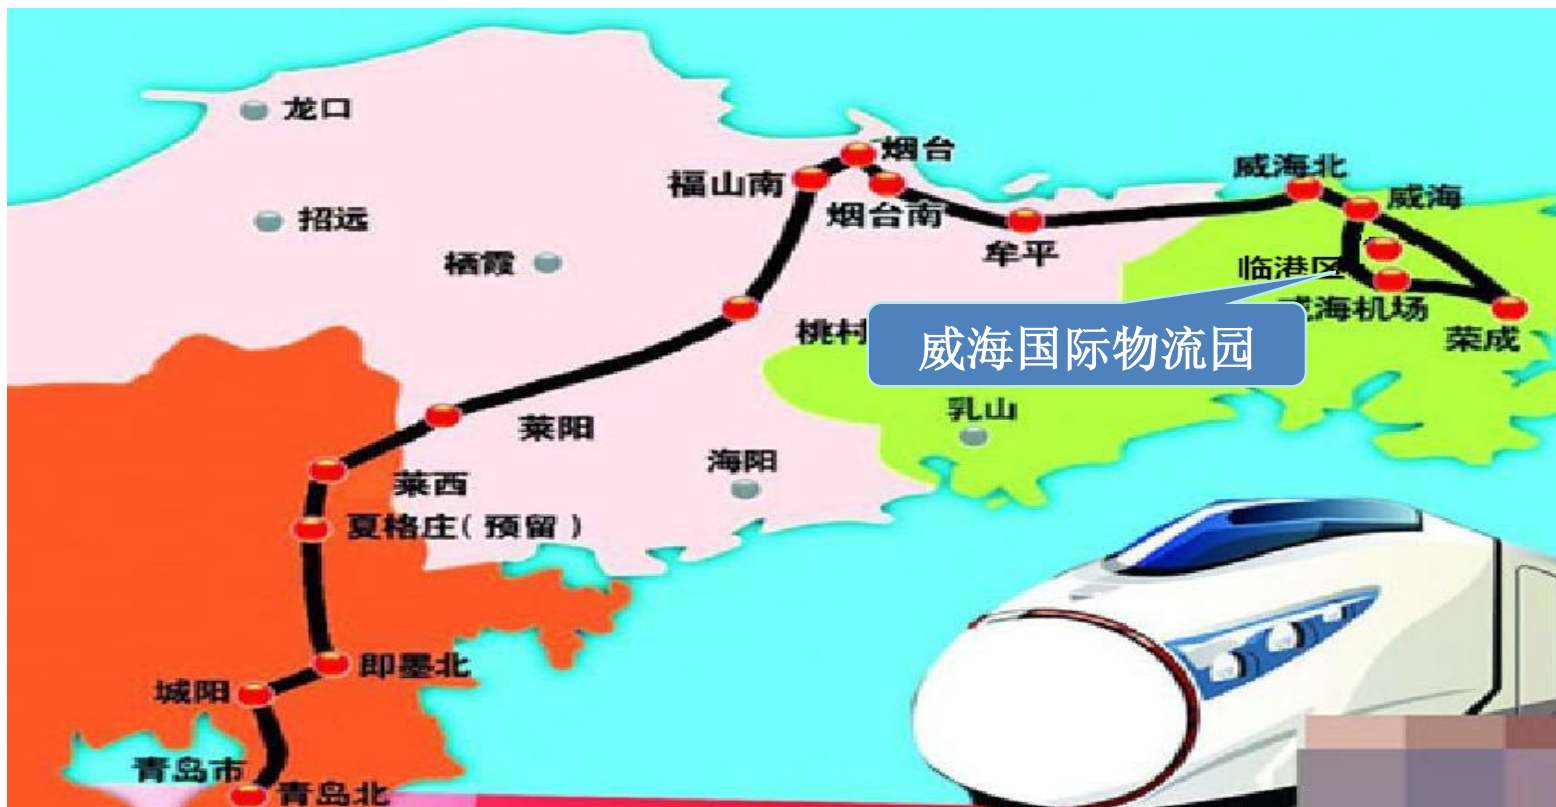 龙口
烟台
威海北
福山南
威海
招远
烟台南
牟平
栖霞
临港区
威海机场
桃村
荣成
威海国际物流园
乳山
莱阳
海阳
莱西
夏格庄(预留)
即墨北
城阳
青岛市
青岛北